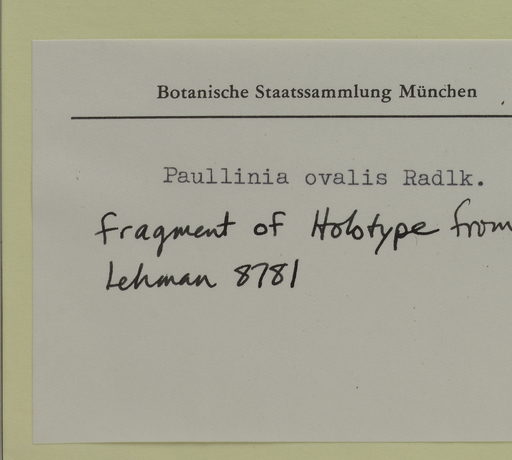 Botanische Staatssammlung München
Paullinia ovalis Radlk.
Fragment of Holotype from
Lehman 8781